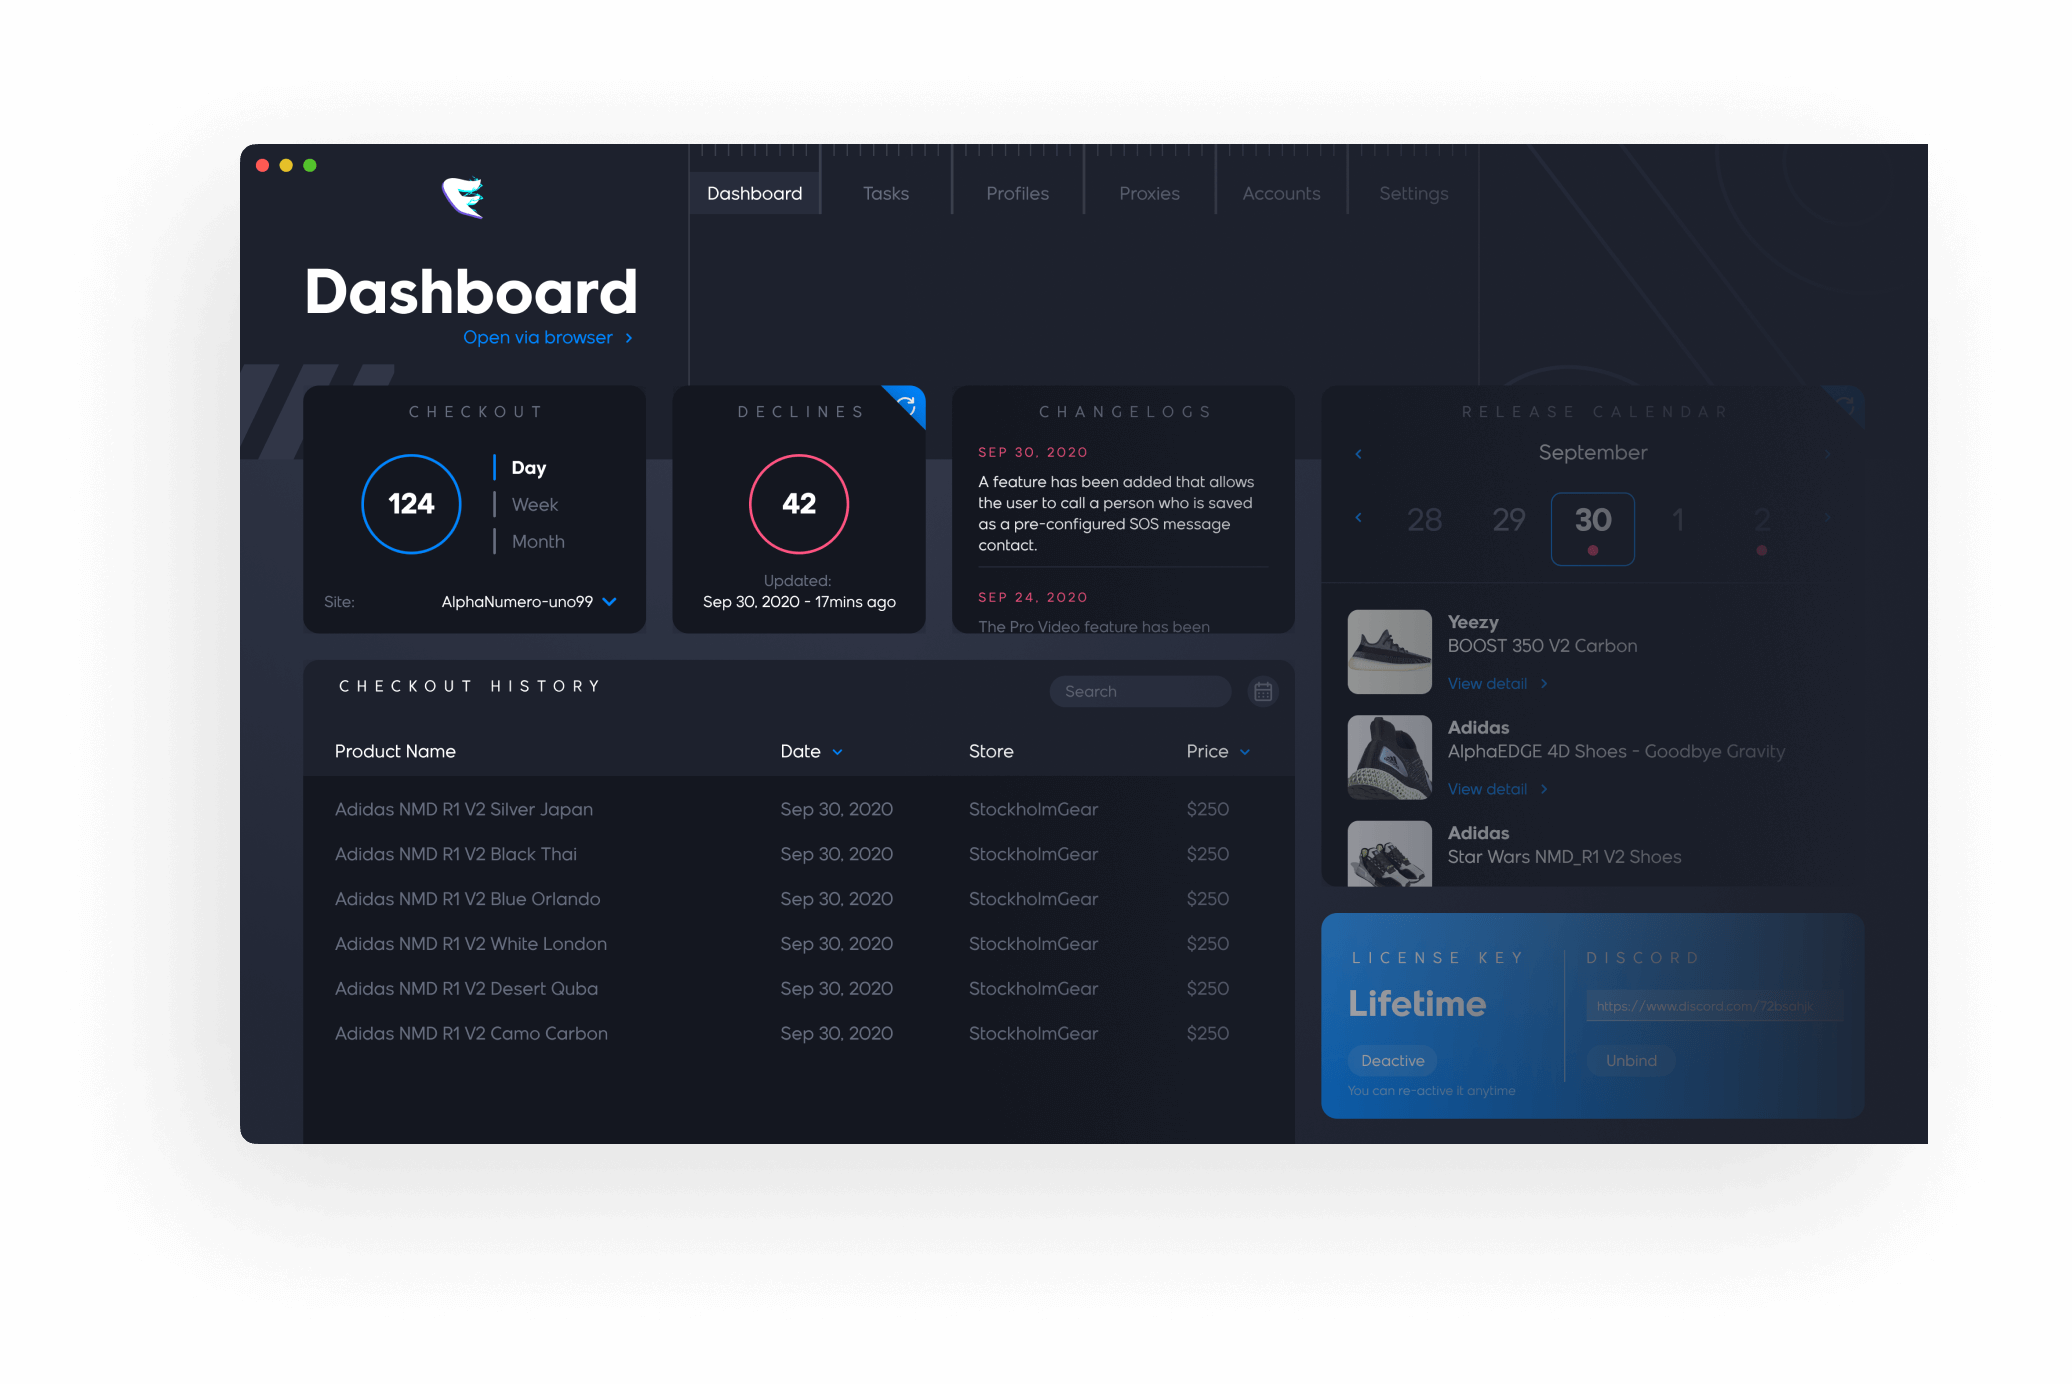 Dashboard
Tasks
Profiles
Proxies
Accounts
Settings
Dashboard
Open via browser
CHECKOUT
124
Day
Week
Month
Site:
AlphaNumero-uno99
DECLINES
42
Updated:
Sep 30, 2020 - 17mins ago
CHANGELOGS
SEP 30, 2020
A feature has been added that allows
the user to call a person who is saved
as a pre-configured SOS message
contact.
SEP 24, 2020
The Pro Video feature has been
RELEASE CALENDAR
September
28 29 30 1 2
Yeezy
BOOST 350 V2 Carbon
View detail
Adidas
AlphaEDGE 4D Shoes - Goodbye Gravity
View detail
Adidas
Star Wars NMD_R1 V2 Shoes
CHECKOUT HISTORY
Search
Product Name Date Store Price
Adidas NMD R1 V2 Silver Japan Sep 30, 2020 StockholmGear $250
Adidas NMD R1 V2 Black Thai Sep 30, 2020 StockholmGear $250
Adidas NMD R1 V2 Blue Orlando Sep 30, 2020 StockholmGear $250
Adidas NMD R1 V2 White London Sep 30, 2020 StockholmGear $250
Adidas NMD R1 V2 Desert Quba Sep 30, 2020 StockholmGear $250
Adidas NMD R1 V2 Camo Carbon Sep 30, 2020 StockholmGear $250
LICENSE KEY
Lifetime
Deactive
You can re-active it anytime
DISCORD
https://www.discord.com/72bsahjk
Unbind